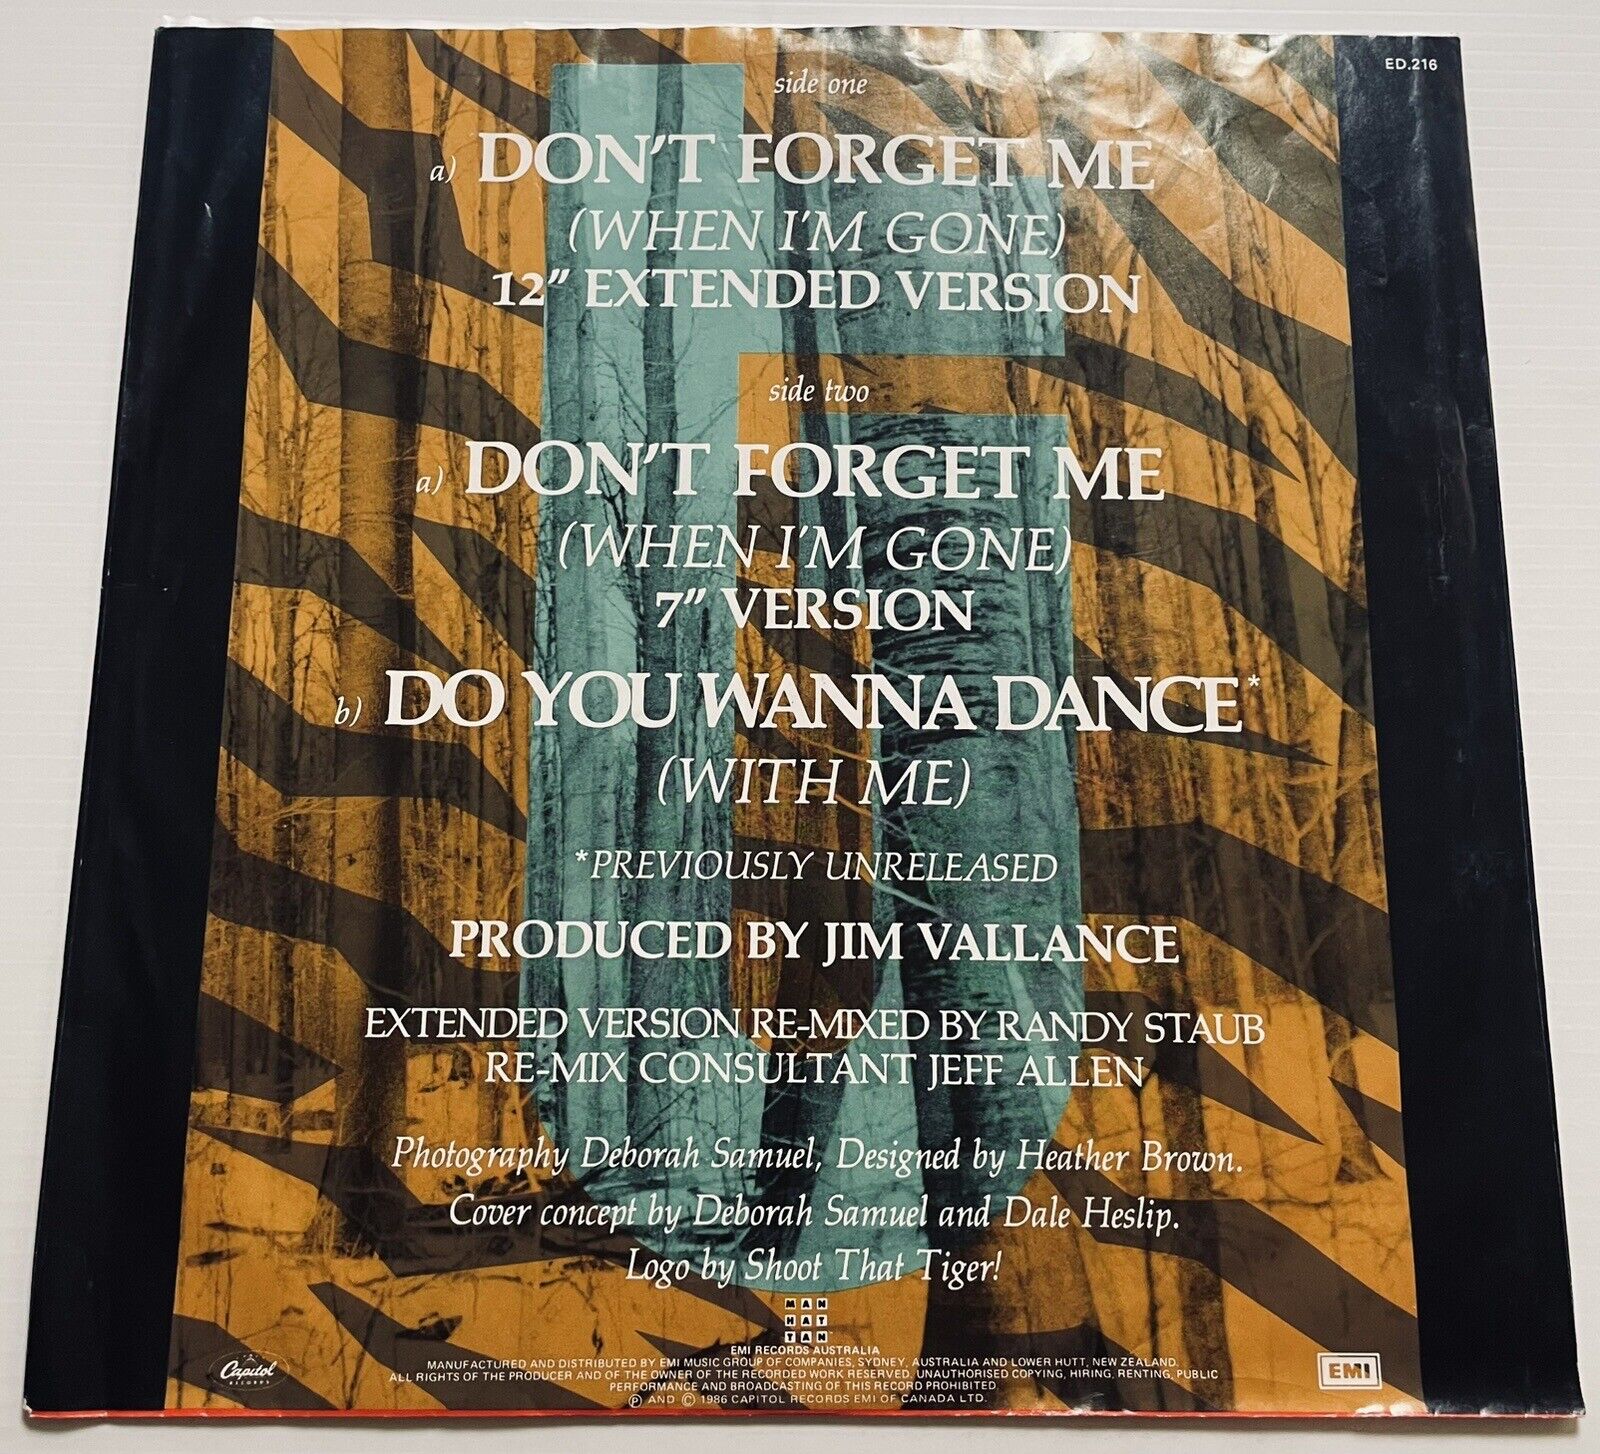 ED.216
side one
a) DON'T FORGET ME
(WHEN I'M GONE)
12" EXTENDED VERSION
side two
a) DON'T FORGET ME
(WHEN I'M GONE)
7" VERSION
b) DO YOU WANNA DANCE*
(WITH ME)
*PREVIOUSLY UNRELEASED
PRODUCED BY JIM VALLANCE
EXTENDED VERSION RE-MIXED BY RANDY STAUB
RE-MIX CONSULTANT JEFF ALLEN
Photography Deborah Samuel, Designed by Heather Brown.
Cover concept by Deborah Samuel and Dale Heslip.
Logo by Shoot That Tiger!
MAN
HAT
TAN™
EMI RECORDS AUSTRALIA
MANUFACTURED AND DISTRIBUTED BY EMI MUSIC GROUP OF COMPANIES, SYDNEY, AUSTRALIA AND LOWER HUTT, NEW ZEALAND.
ALL RIGHTS OF THE PRODUCER AND OF THE OWNER OF THE RECORDED WORK RESERVED. UNAUTHORISED COPYING, HIRING, RENTING, PUBLIC
PERFORMANCE AND BROADCASTING OF THIS RECORD PROHIBITED
Ⓟ AND © 1986 CAPITOL RECORDS EMI OF CANADA LTD.
Capitol
RECORDS
EMI